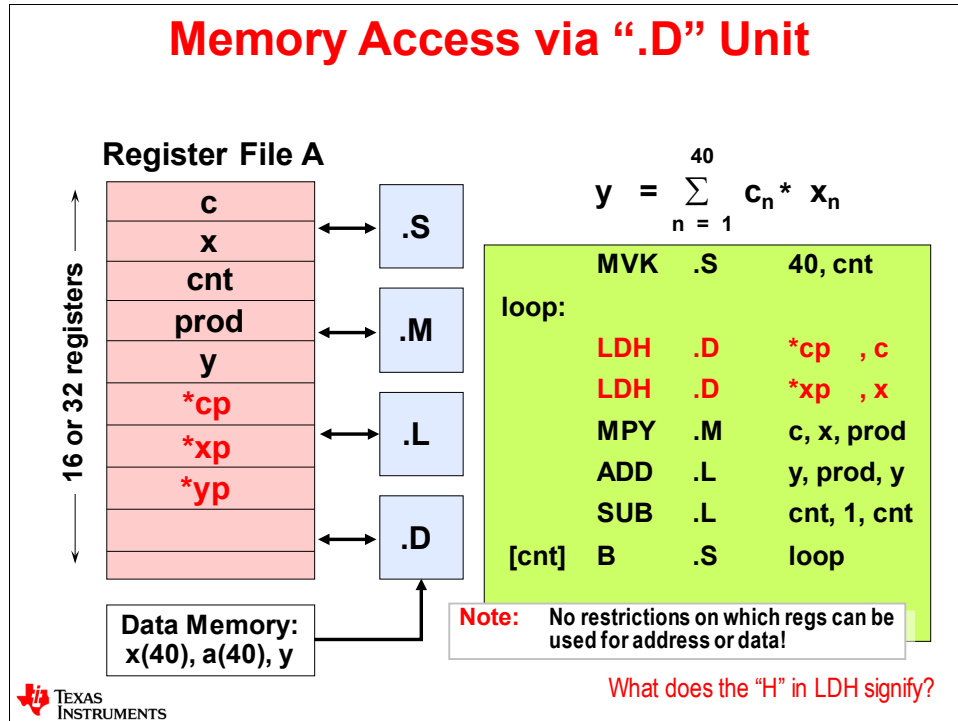 Memory Access via “.D” Unit
Register File A
16 or 32 registers
c
x
cnt
prod
y
*cp
*xp
*yp
.S
.M
.L
.D
Data Memory:
x(40), a(40), y
40
y = Σ cn * xn
n = 1
MVK .S 40, cnt
loop:
LDH .D *cp , c
LDH .D *xp , x
MPY .M c, x, prod
ADD .L y, prod, y
SUB .L cnt, 1, cnt
[cnt] B .S loop
Note: No restrictions on which regs can be
used for address or data!
What does the “H” in LDH signify?
TEXAS
INSTRUMENTS